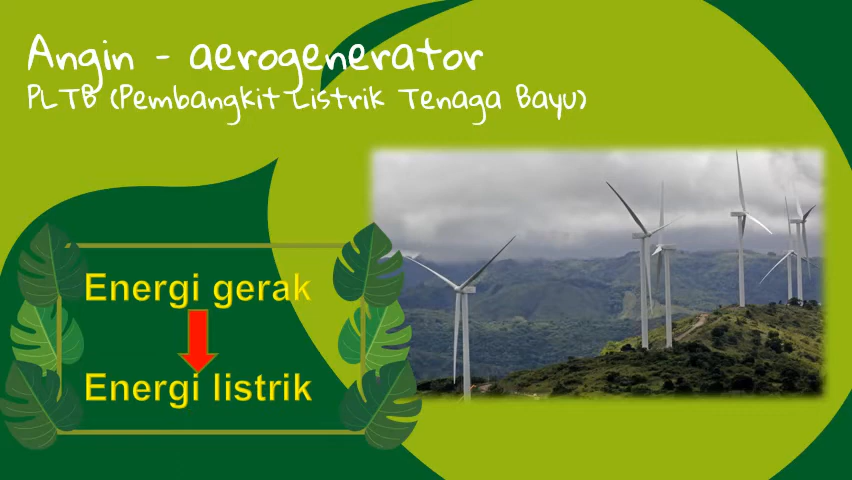 Angin - aerogenerator
PLTB (Pembangkit Listrik Tenaga Bayu)
Energi gerak
Energi listrik